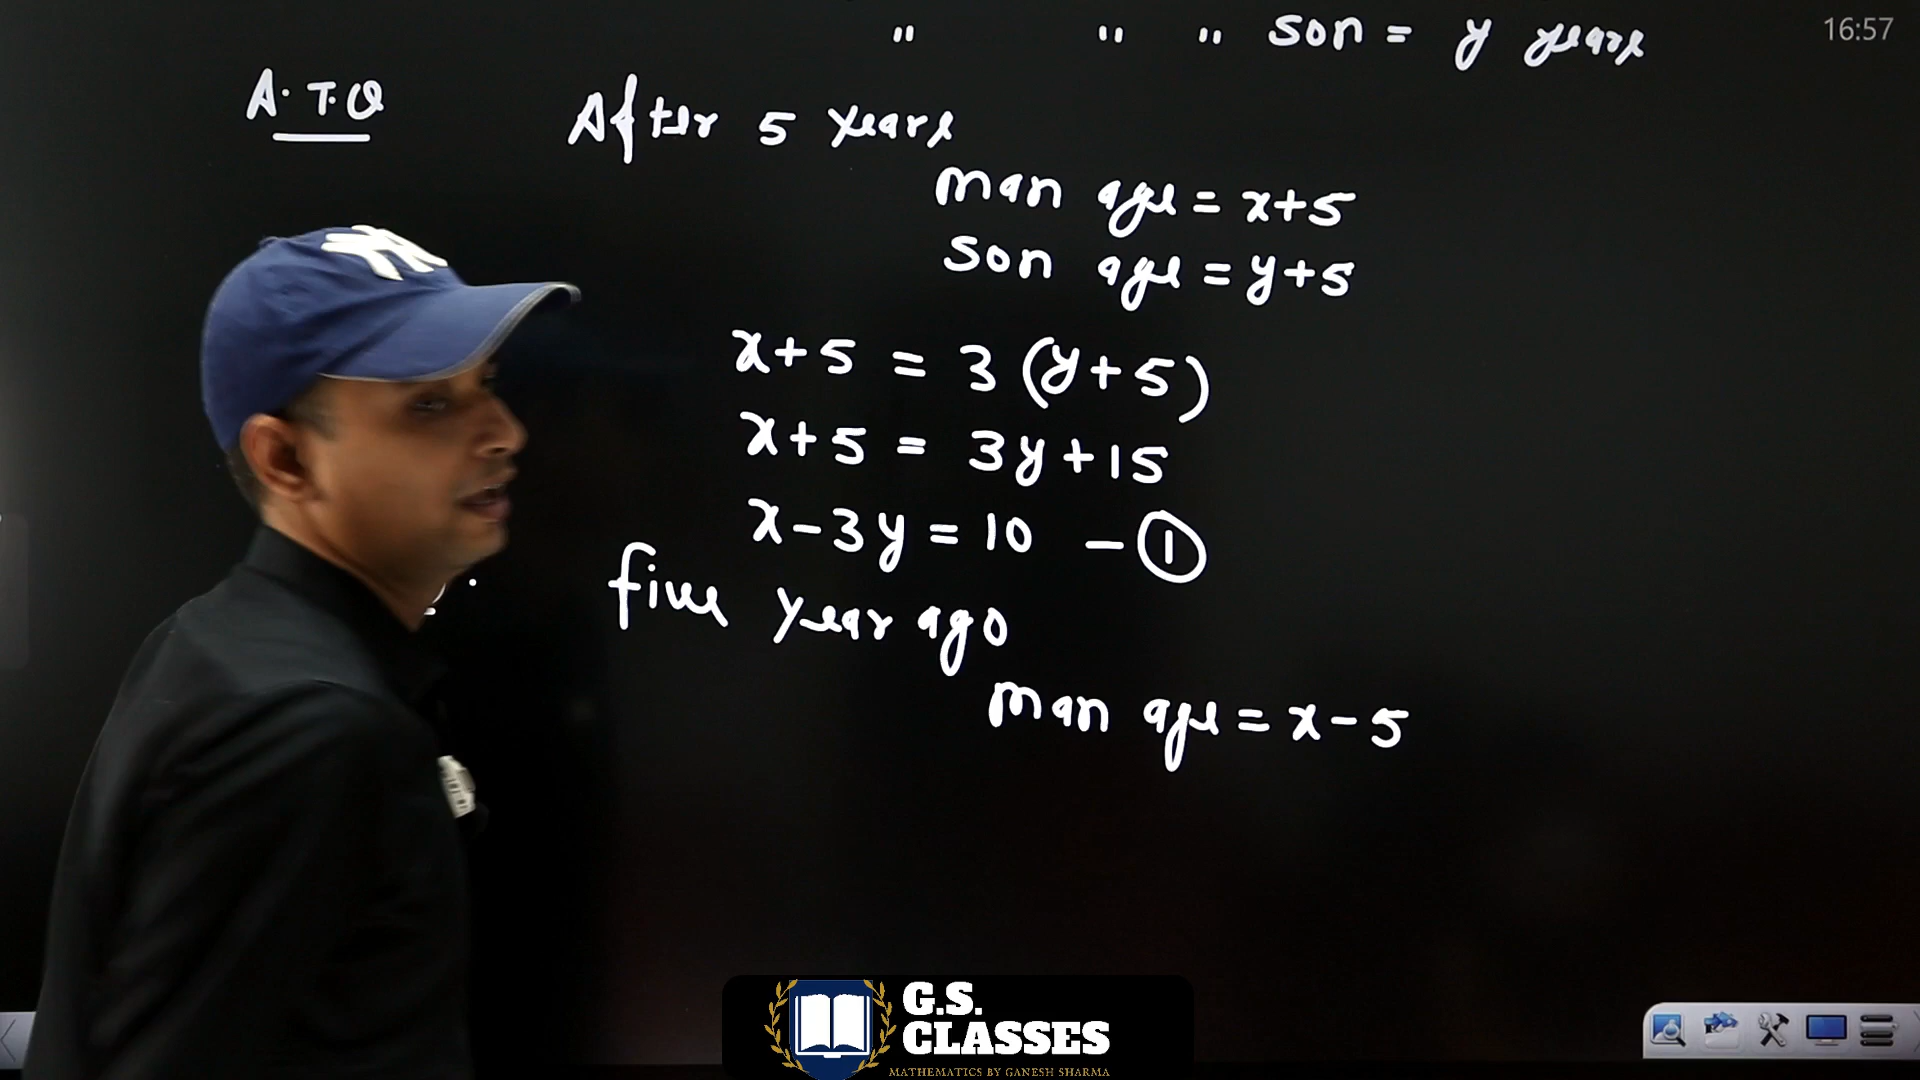 " " " son = y years
16:57
A.T.Q After 5 years
man age = x+5
son age = y+5
x+5 = 3(y+5)
x+5 = 3y+15
x-3y = 10 - ①
five year ago
man age = x-5
G.S.
CLASSES
MATHEMATICS BY GANESH SHARMA